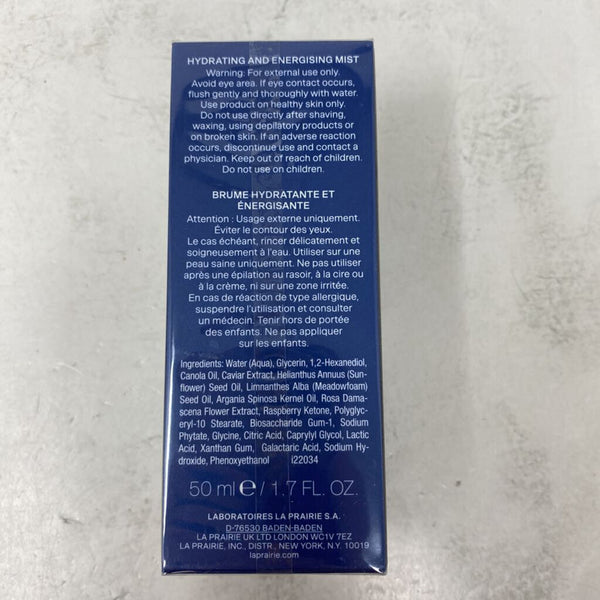 HYDRATING AND ENERGISING MIST
Warning: For external use only.
Avoid eye area. If eye contact occurs,
flush gently and thoroughly with water.
Use product on healthy skin only.
Do not use directly after shaving,
waxing, using depilatory products or
on broken skin. If an adverse reaction
occurs, discontinue use and contact a
physician. Keep out of reach of children.
Do not use on children.
BRUME HYDRATANTE ET
ÉNERGISANTE
Attention : Usage externe uniquement.
Éviter le contour des yeux.
Le cas échéant, rincer délicatement et
soigneusement à l'eau. Utiliser sur une
peau saine uniquement. Ne pas utiliser
après une épilation au rasoir, à la cire ou
à la crème, ni sur une zone irritée.
En cas de réaction de type allergique,
suspendre l'utilisation et consulter
un médecin. Tenir hors de portée
des enfants. Ne pas appliquer
sur les enfants.
Ingredients: Water (Aqua), Glycerin, 1,2-Hexanediol,
Canola Oil, Caviar Extract, Helianthus Annuus (Sun-
flower) Seed Oil, Limnanthes Alba (Meadowfoam)
Seed Oil, Argania Spinosa Kernel Oil, Rosa Dama-
scena Flower Extract, Raspberry Ketone, Polyglyc-
eryl-10 Stearate, Biosaccharide Gum-1, Sodium
Phytate, Glycine, Citric Acid, Caprylyl Glycol, Lactic
Acid, Xanthan Gum, Galactaric Acid, Sodium Hy-
droxide, Phenoxyethanol i22034
50 ml ℮ / 1.7 FL. OZ.
LABORATOIRES LA PRAIRIE S.A.
D-76530 BADEN-BADEN
LA PRAIRIE UK LTD LONDON WC1V 7EZ
LA PRAIRIE, INC., DISTR., NEW YORK, N.Y. 10019
laprairie.com